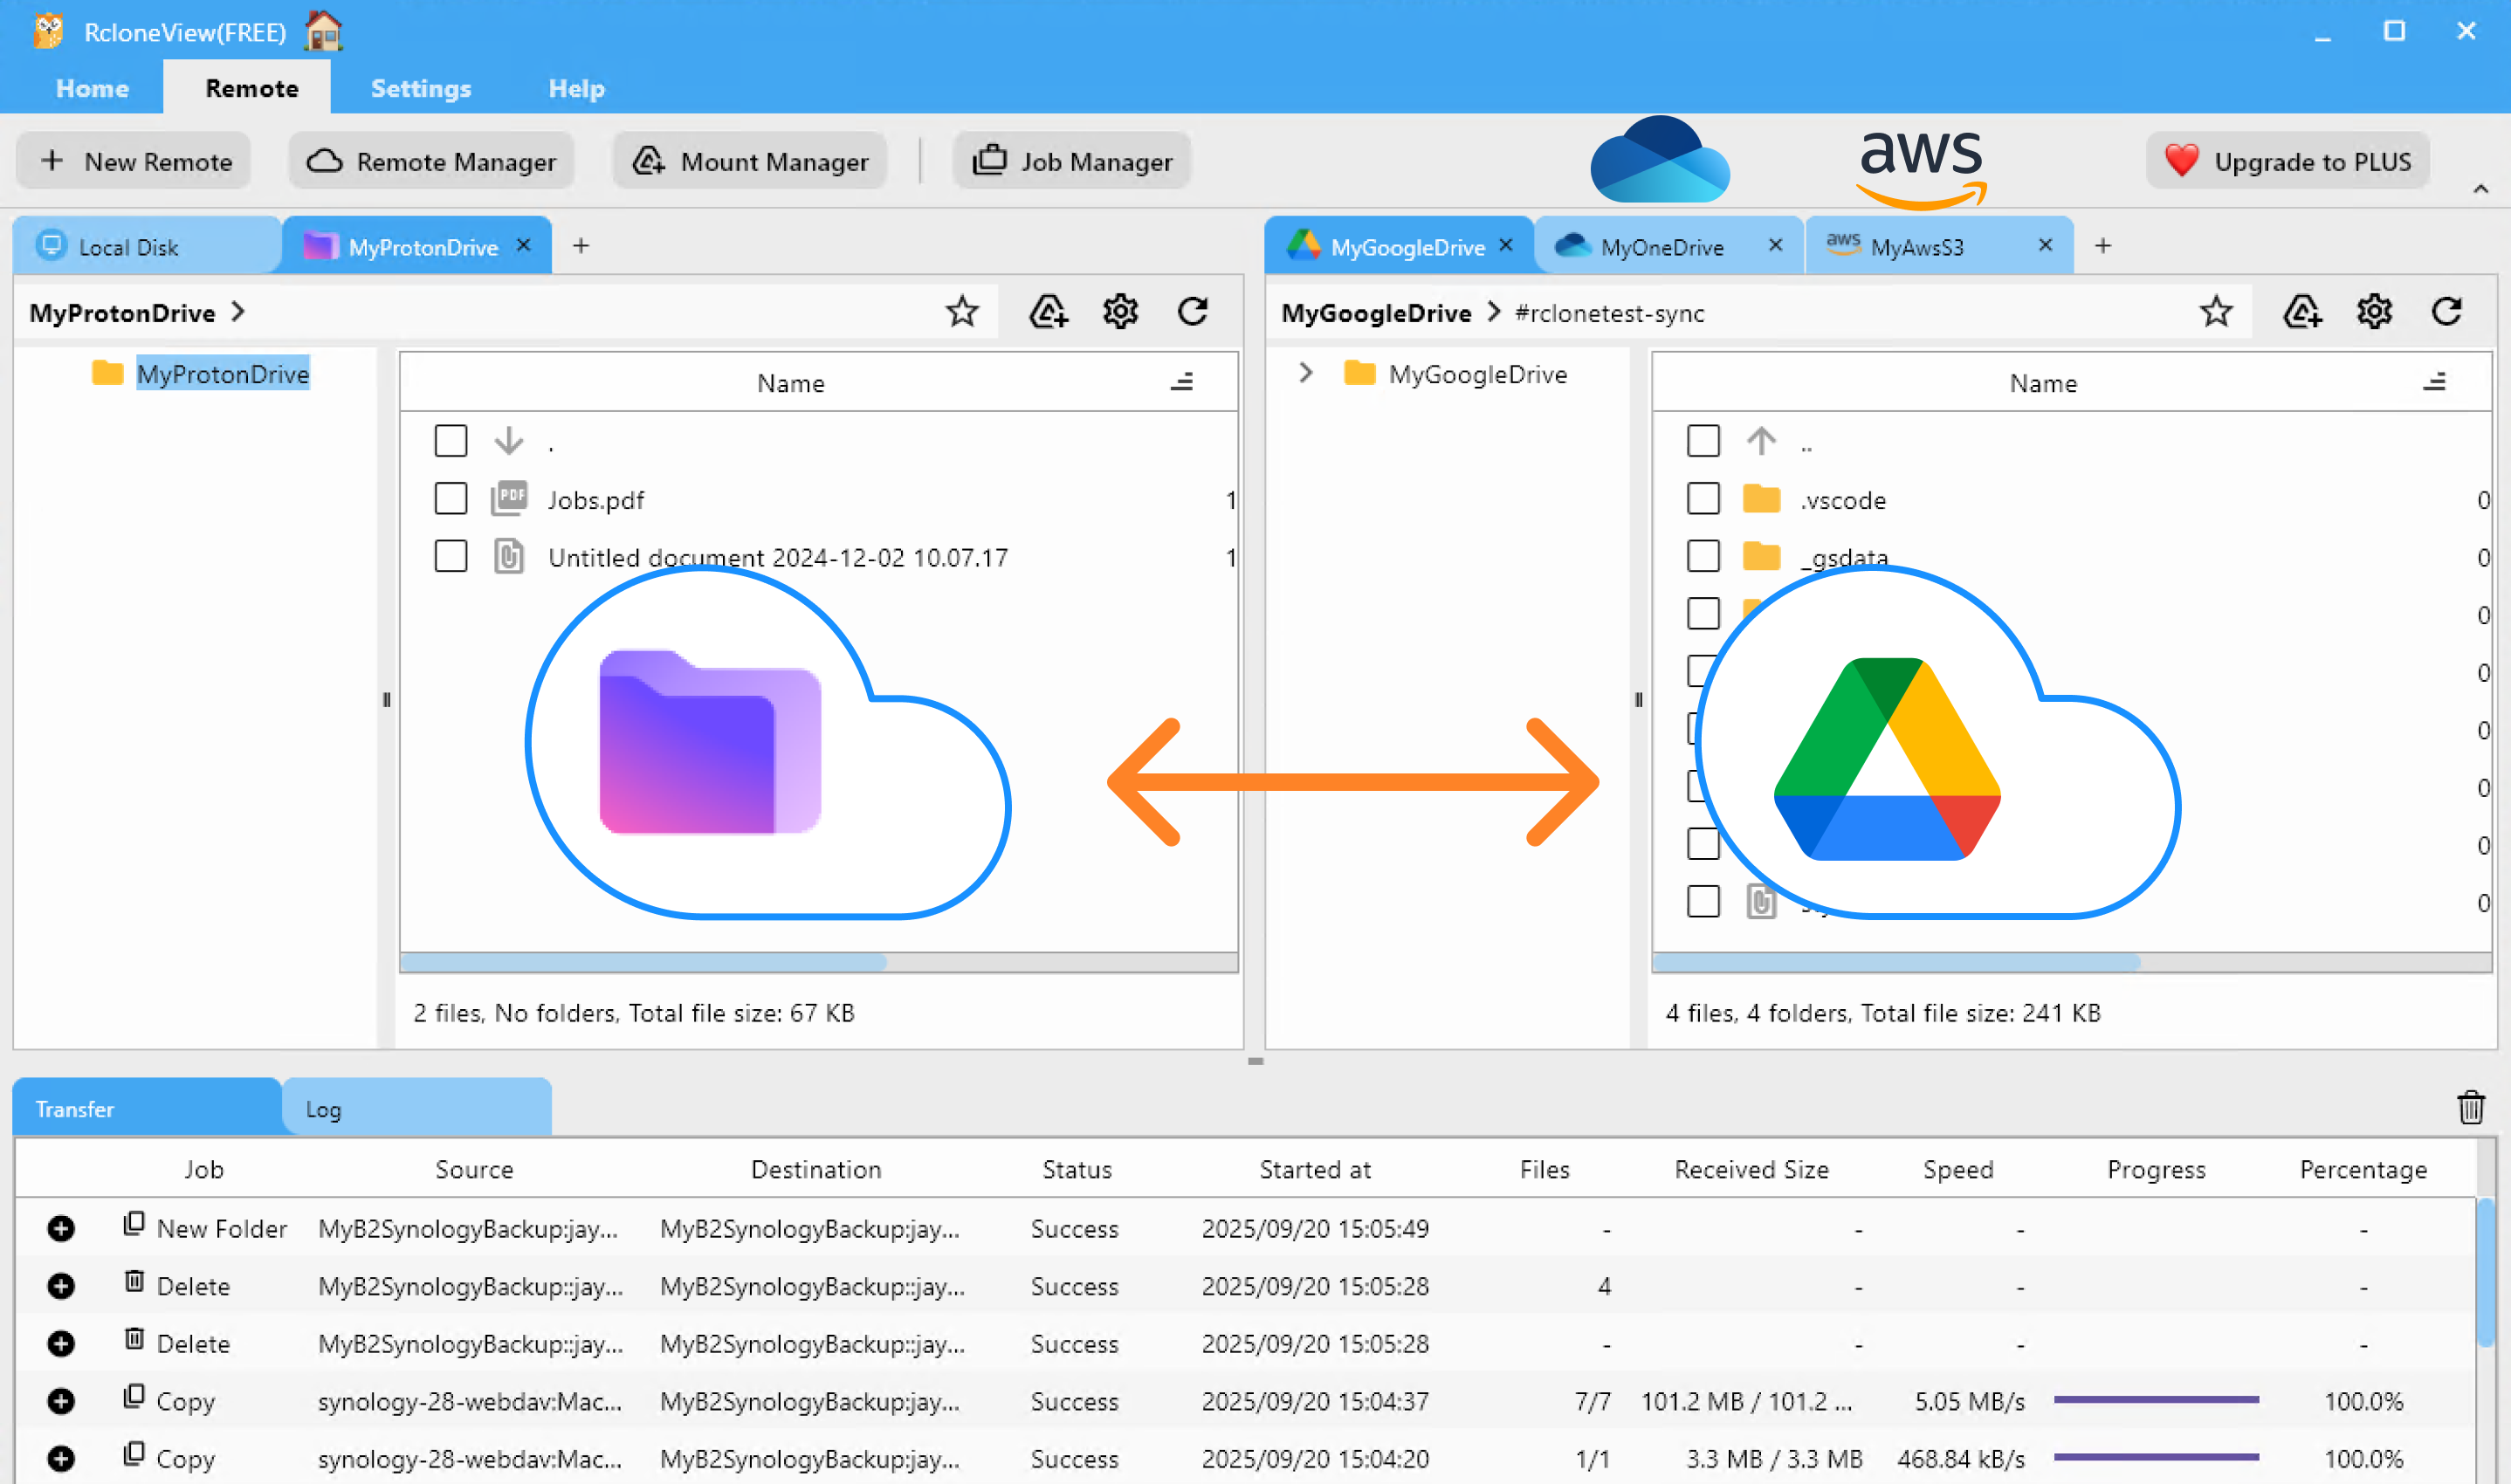 RcloneView(FREE)
Home Remote Settings Help
New Remote Remote Manager Mount Manager Job Manager aws Upgrade to PLUS
Local Disk MyProtonDrive MyGoogleDrive MyOneDrive aws MyAwsS3
MyProtonDrive MyGoogleDrive #rclonetest-sync
MyProtonDrive Name MyGoogleDrive Name
. ..
PDF Jobs.pdf 1 .vscode 0
Untitled document 2024-12-02 10.07.17 1 _gsdata 0
0
0
0
0
0
0
2 files, No folders, Total file size: 67 KB 4 files, 4 folders, Total file size: 241 KB
Transfer Log
Job Source Destination Status Started at Files Received Size Speed Progress Percentage
New Folder MyB2SynologyBackup:jay... MyB2SynologyBackup:jay... Success 2025/09/20 15:05:49 - - - -
Delete MyB2SynologyBackup::jay... MyB2SynologyBackup::jay... Success 2025/09/20 15:05:28 4 - - -
Delete MyB2SynologyBackup::jay... MyB2SynologyBackup::jay... Success 2025/09/20 15:05:28 - - - -
Copy synology-28-webdav:Mac... MyB2SynologyBackup:jay... Success 2025/09/20 15:04:37 7/7 101.2 MB / 101.2 ... 5.05 MB/s 100.0%
Copy synology-28-webdav:Mac... MyB2SynologyBackup:jay... Success 2025/09/20 15:04:20 1/1 3.3 MB / 3.3 MB 468.84 kB/s 100.0%